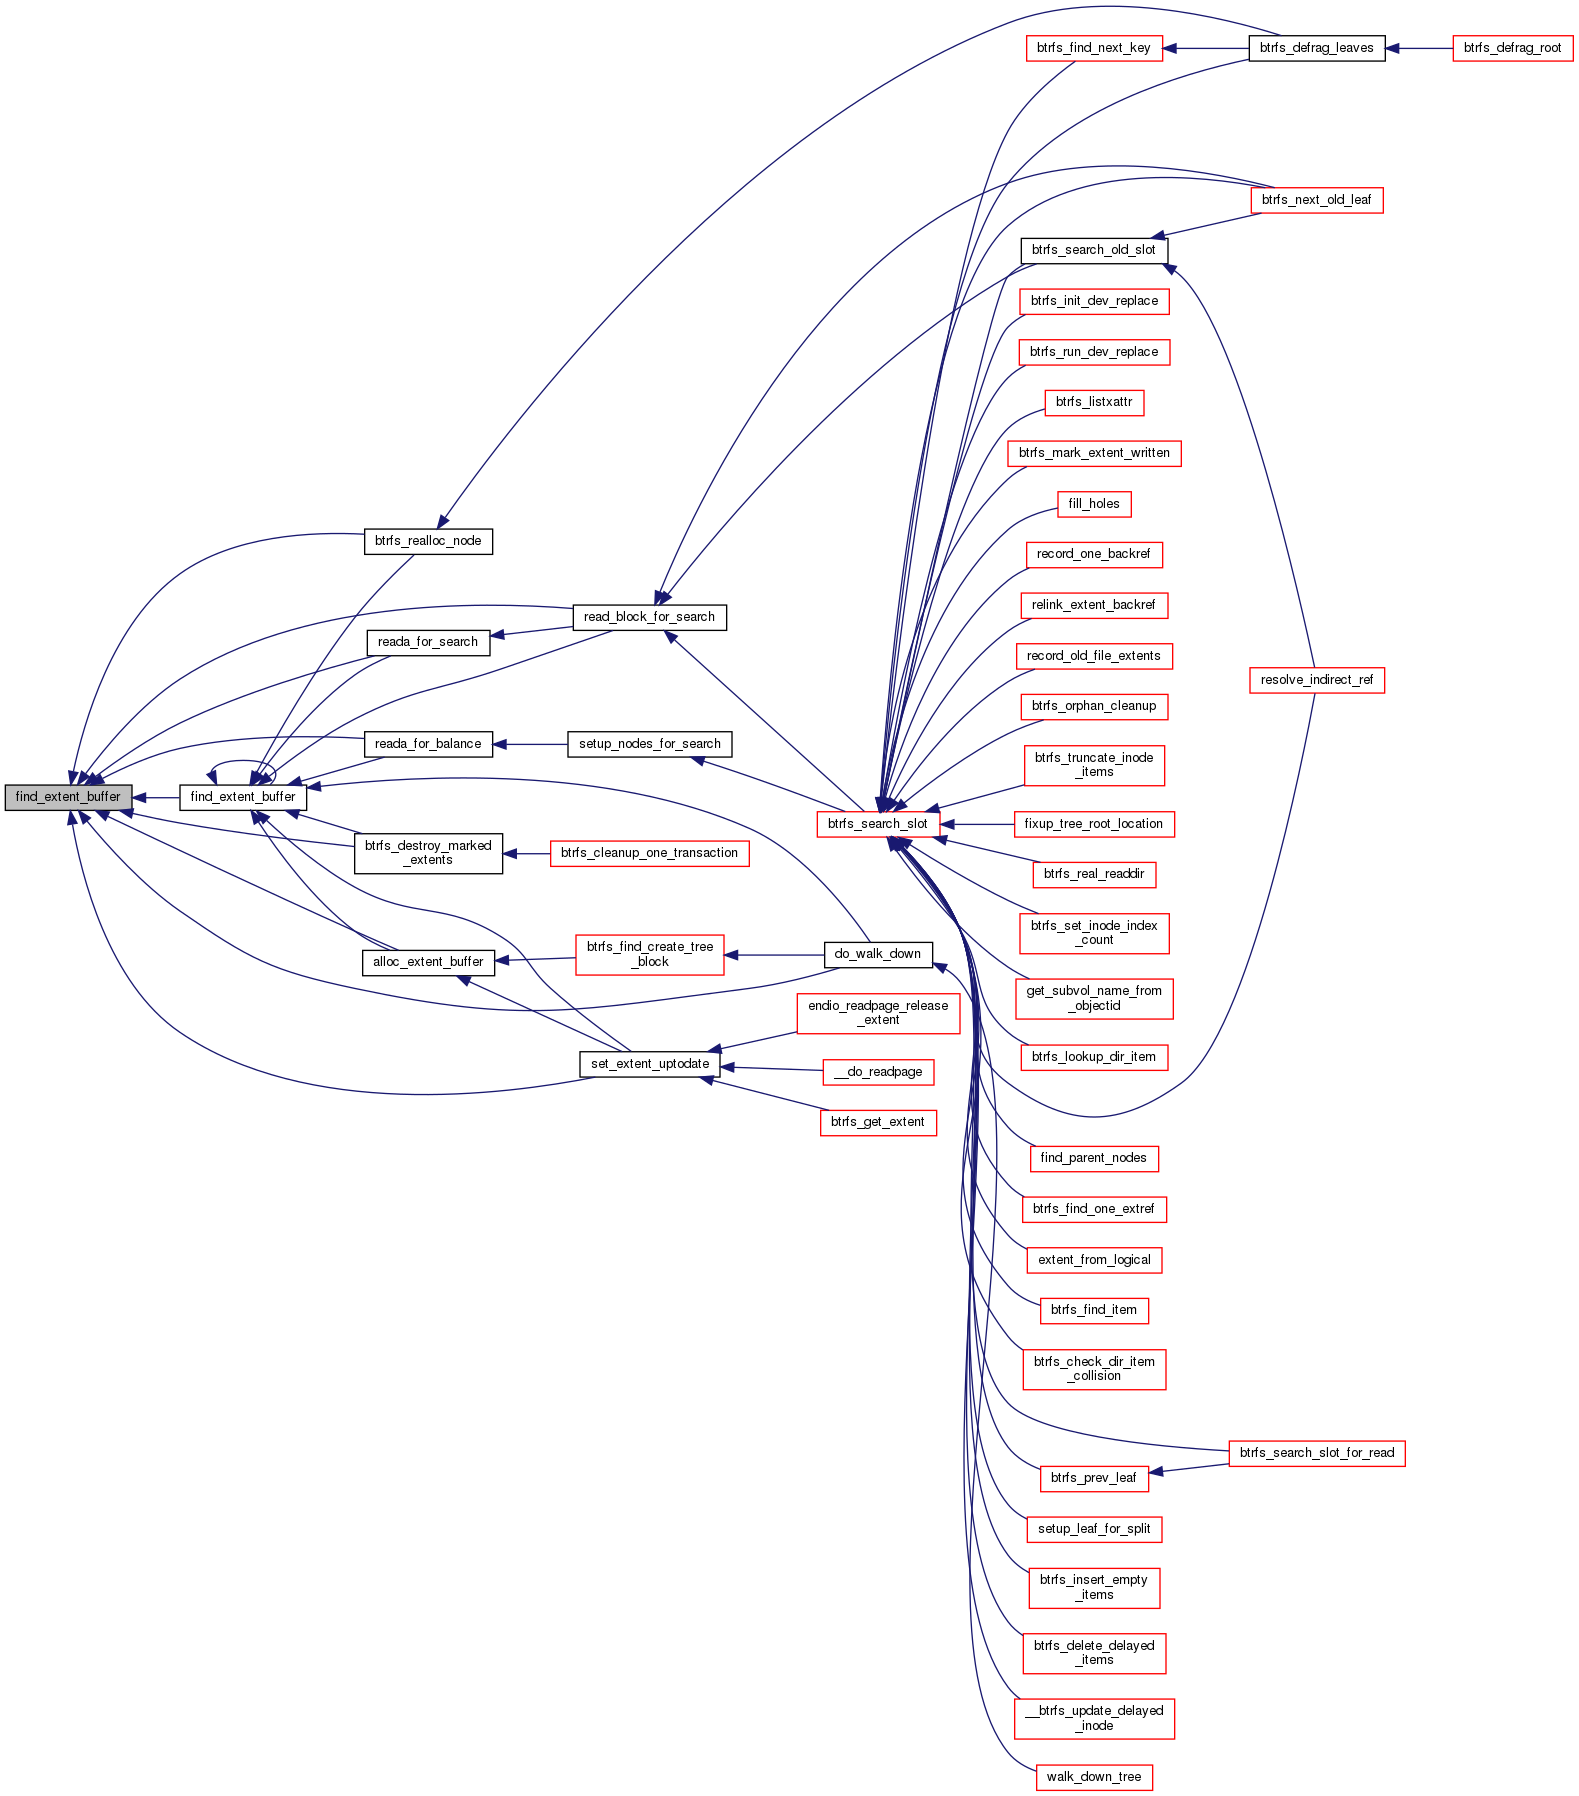 btrfs_find_next_key
btrfs_defrag_leaves
btrfs_defrag_root
btrfs_next_old_leaf
btrfs_search_old_slot
btrfs_init_dev_replace
btrfs_run_dev_replace
btrfs_listxattr
btrfs_mark_extent_written
fill_holes
btrfs_realloc_node
record_one_backref
relink_extent_backref
read_block_for_search
reada_for_search
record_old_file_extents
resolve_indirect_ref
btrfs_orphan_cleanup
reada_for_balance
setup_nodes_for_search
btrfs_truncate_inode
_items
find_extent_buffer
find_extent_buffer
btrfs_search_slot
fixup_tree_root_location
btrfs_destroy_marked
_extents
btrfs_cleanup_one_transaction
btrfs_real_readdir
btrfs_set_inode_index
_count
alloc_extent_buffer
btrfs_find_create_tree
_block
do_walk_down
get_subvol_name_from
_objectid
endio_readpage_release
_extent
btrfs_lookup_dir_item
set_extent_uptodate
__do_readpage
btrfs_get_extent
find_parent_nodes
btrfs_find_one_extref
extent_from_logical
btrfs_find_item
btrfs_check_dir_item
_collision
btrfs_search_slot_for_read
btrfs_prev_leaf
setup_leaf_for_split
btrfs_insert_empty
_items
btrfs_delete_delayed
_items
__btrfs_update_delayed
_inode
walk_down_tree